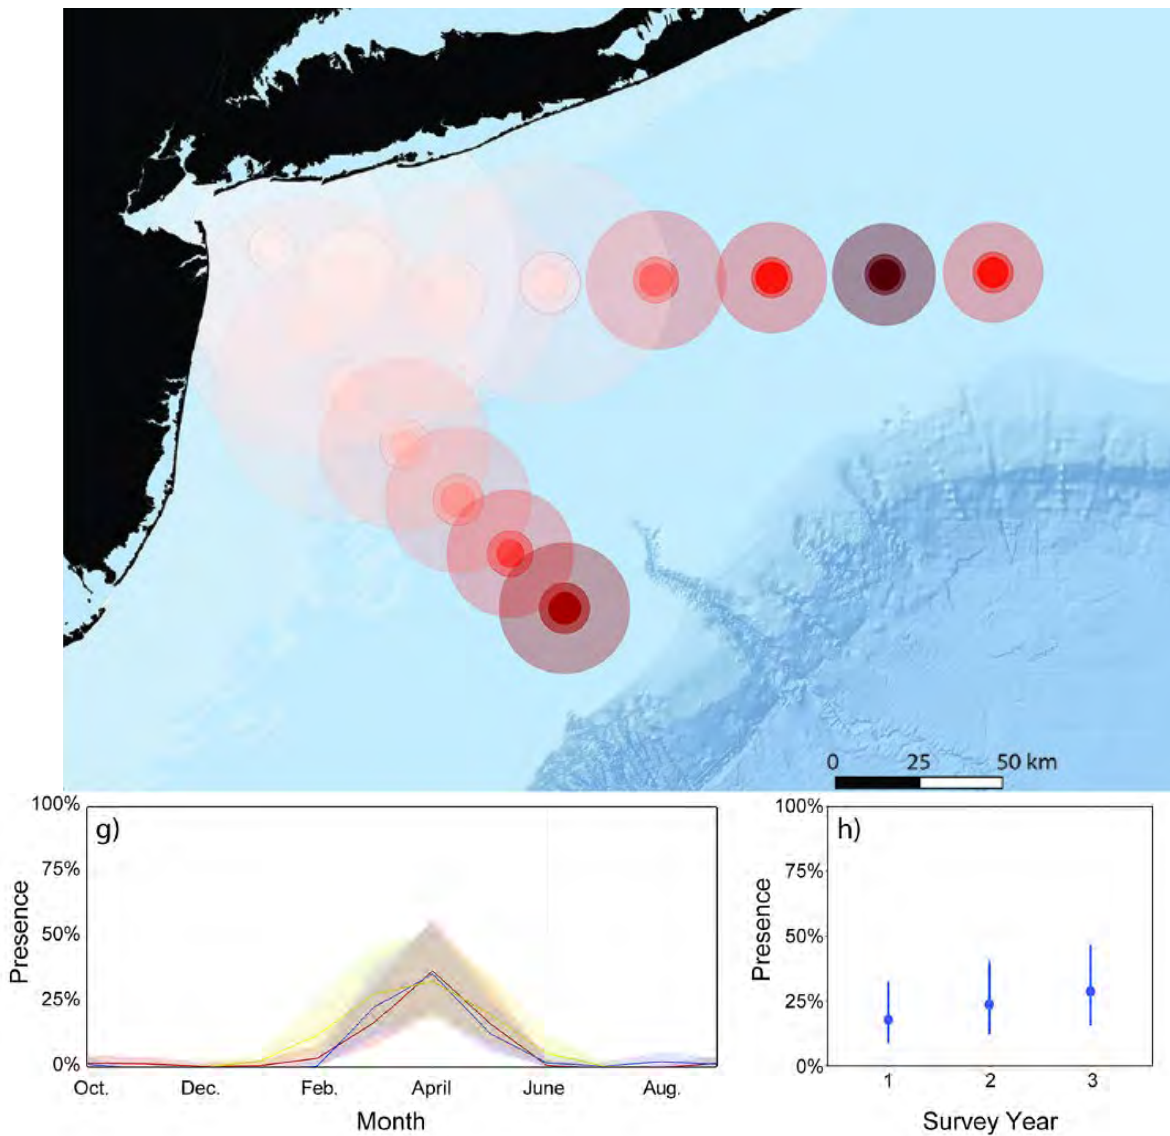 0 25 50 km
100% g)
75%
50%
25%
0%
Presence
Oct. Dec. Feb. April June Aug.
Month
100% h)
75%
50%
25%
0%
Presence
1 2 3
Survey Year